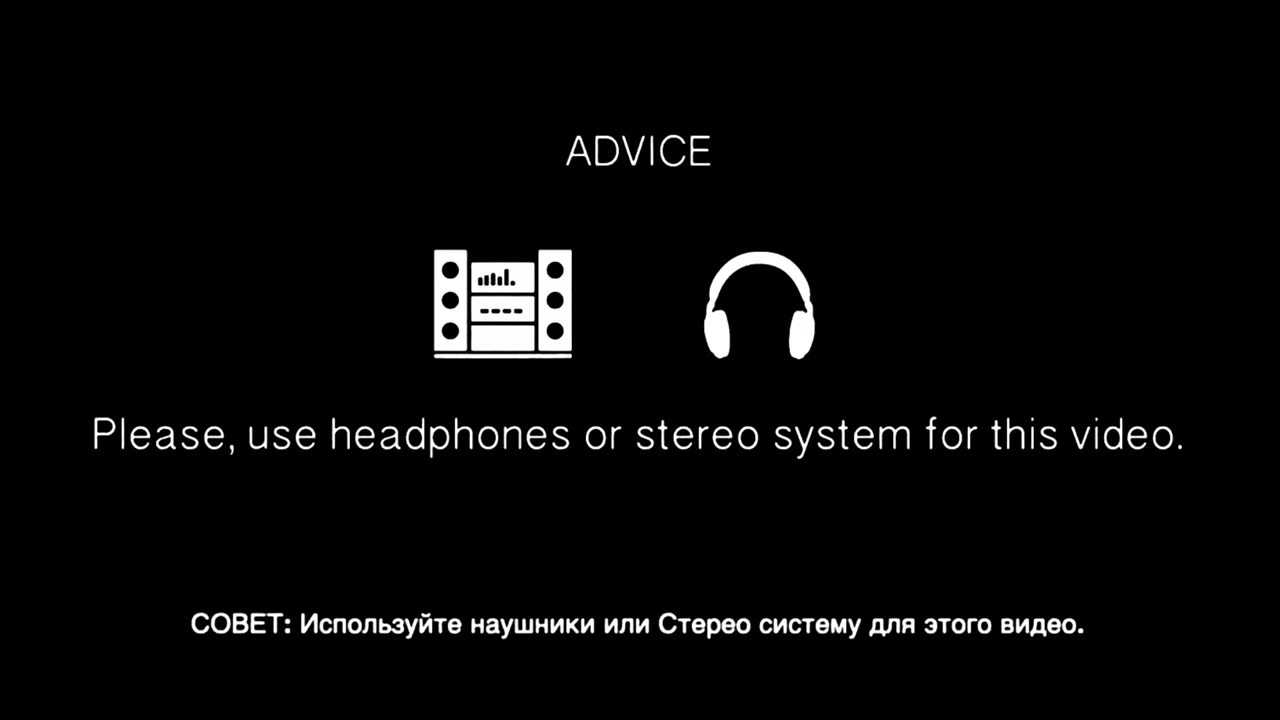 ADVICE
Please, use headphones or stereo system for this video.
СОВЕТ: Используйте наушники или Стерео систему для этого видео.